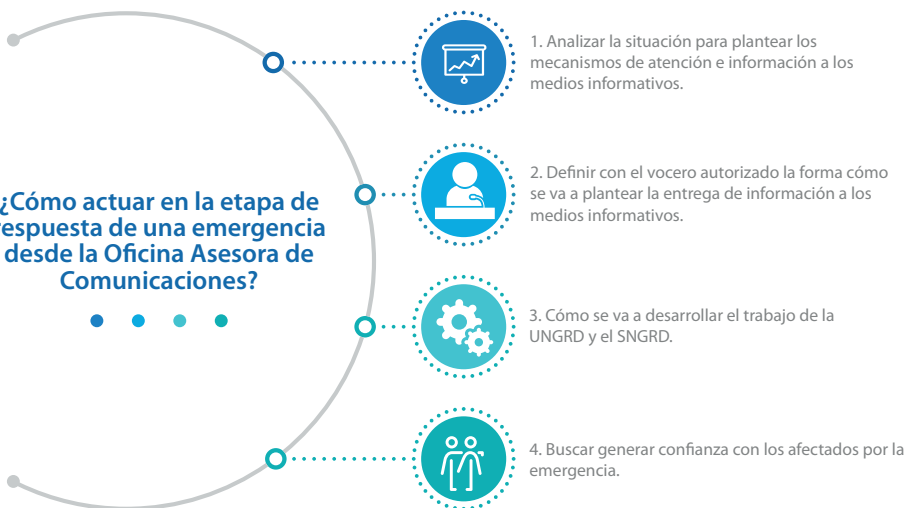 ¿Cómo actuar en la etapa de
respuesta de una emergencia
desde la Oficina Asesora de
Comunicaciones?
1. Analizar la situación para plantear los
mecanismos de atención e información a los
medios informativos.
2. Definir con el vocero autorizado la forma cómo
se va a plantear la entrega de información a los
medios informativos.
3. Cómo se va a desarrollar el trabajo de la
UNGRD y el SNGRD.
4. Buscar generar confianza con los afectados por la
emergencia.